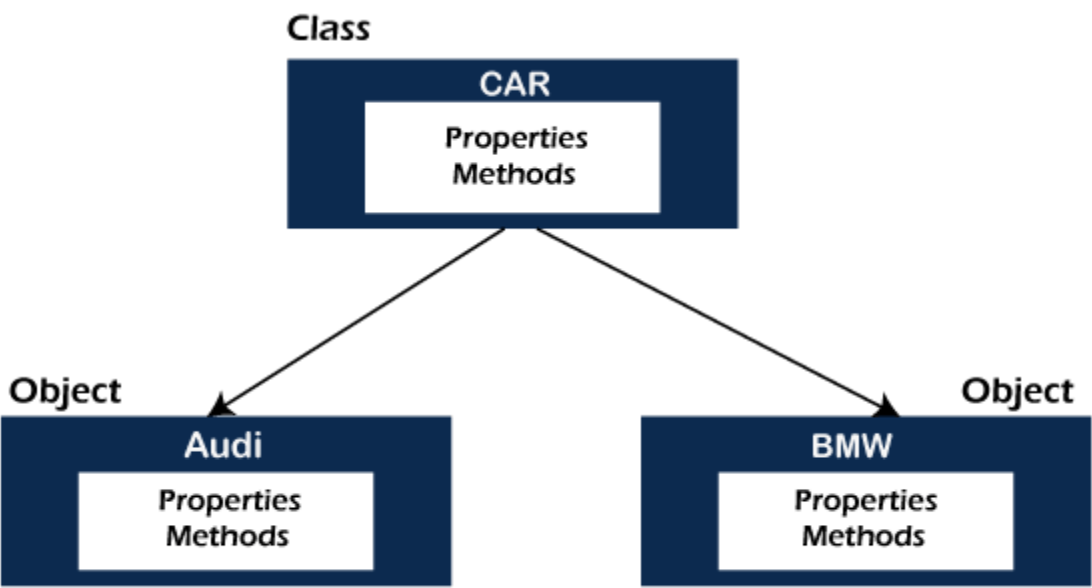 Class
CAR
Properties
Methods
Object
Object
Audi
BMW
Properties
Methods
Properties
Methods